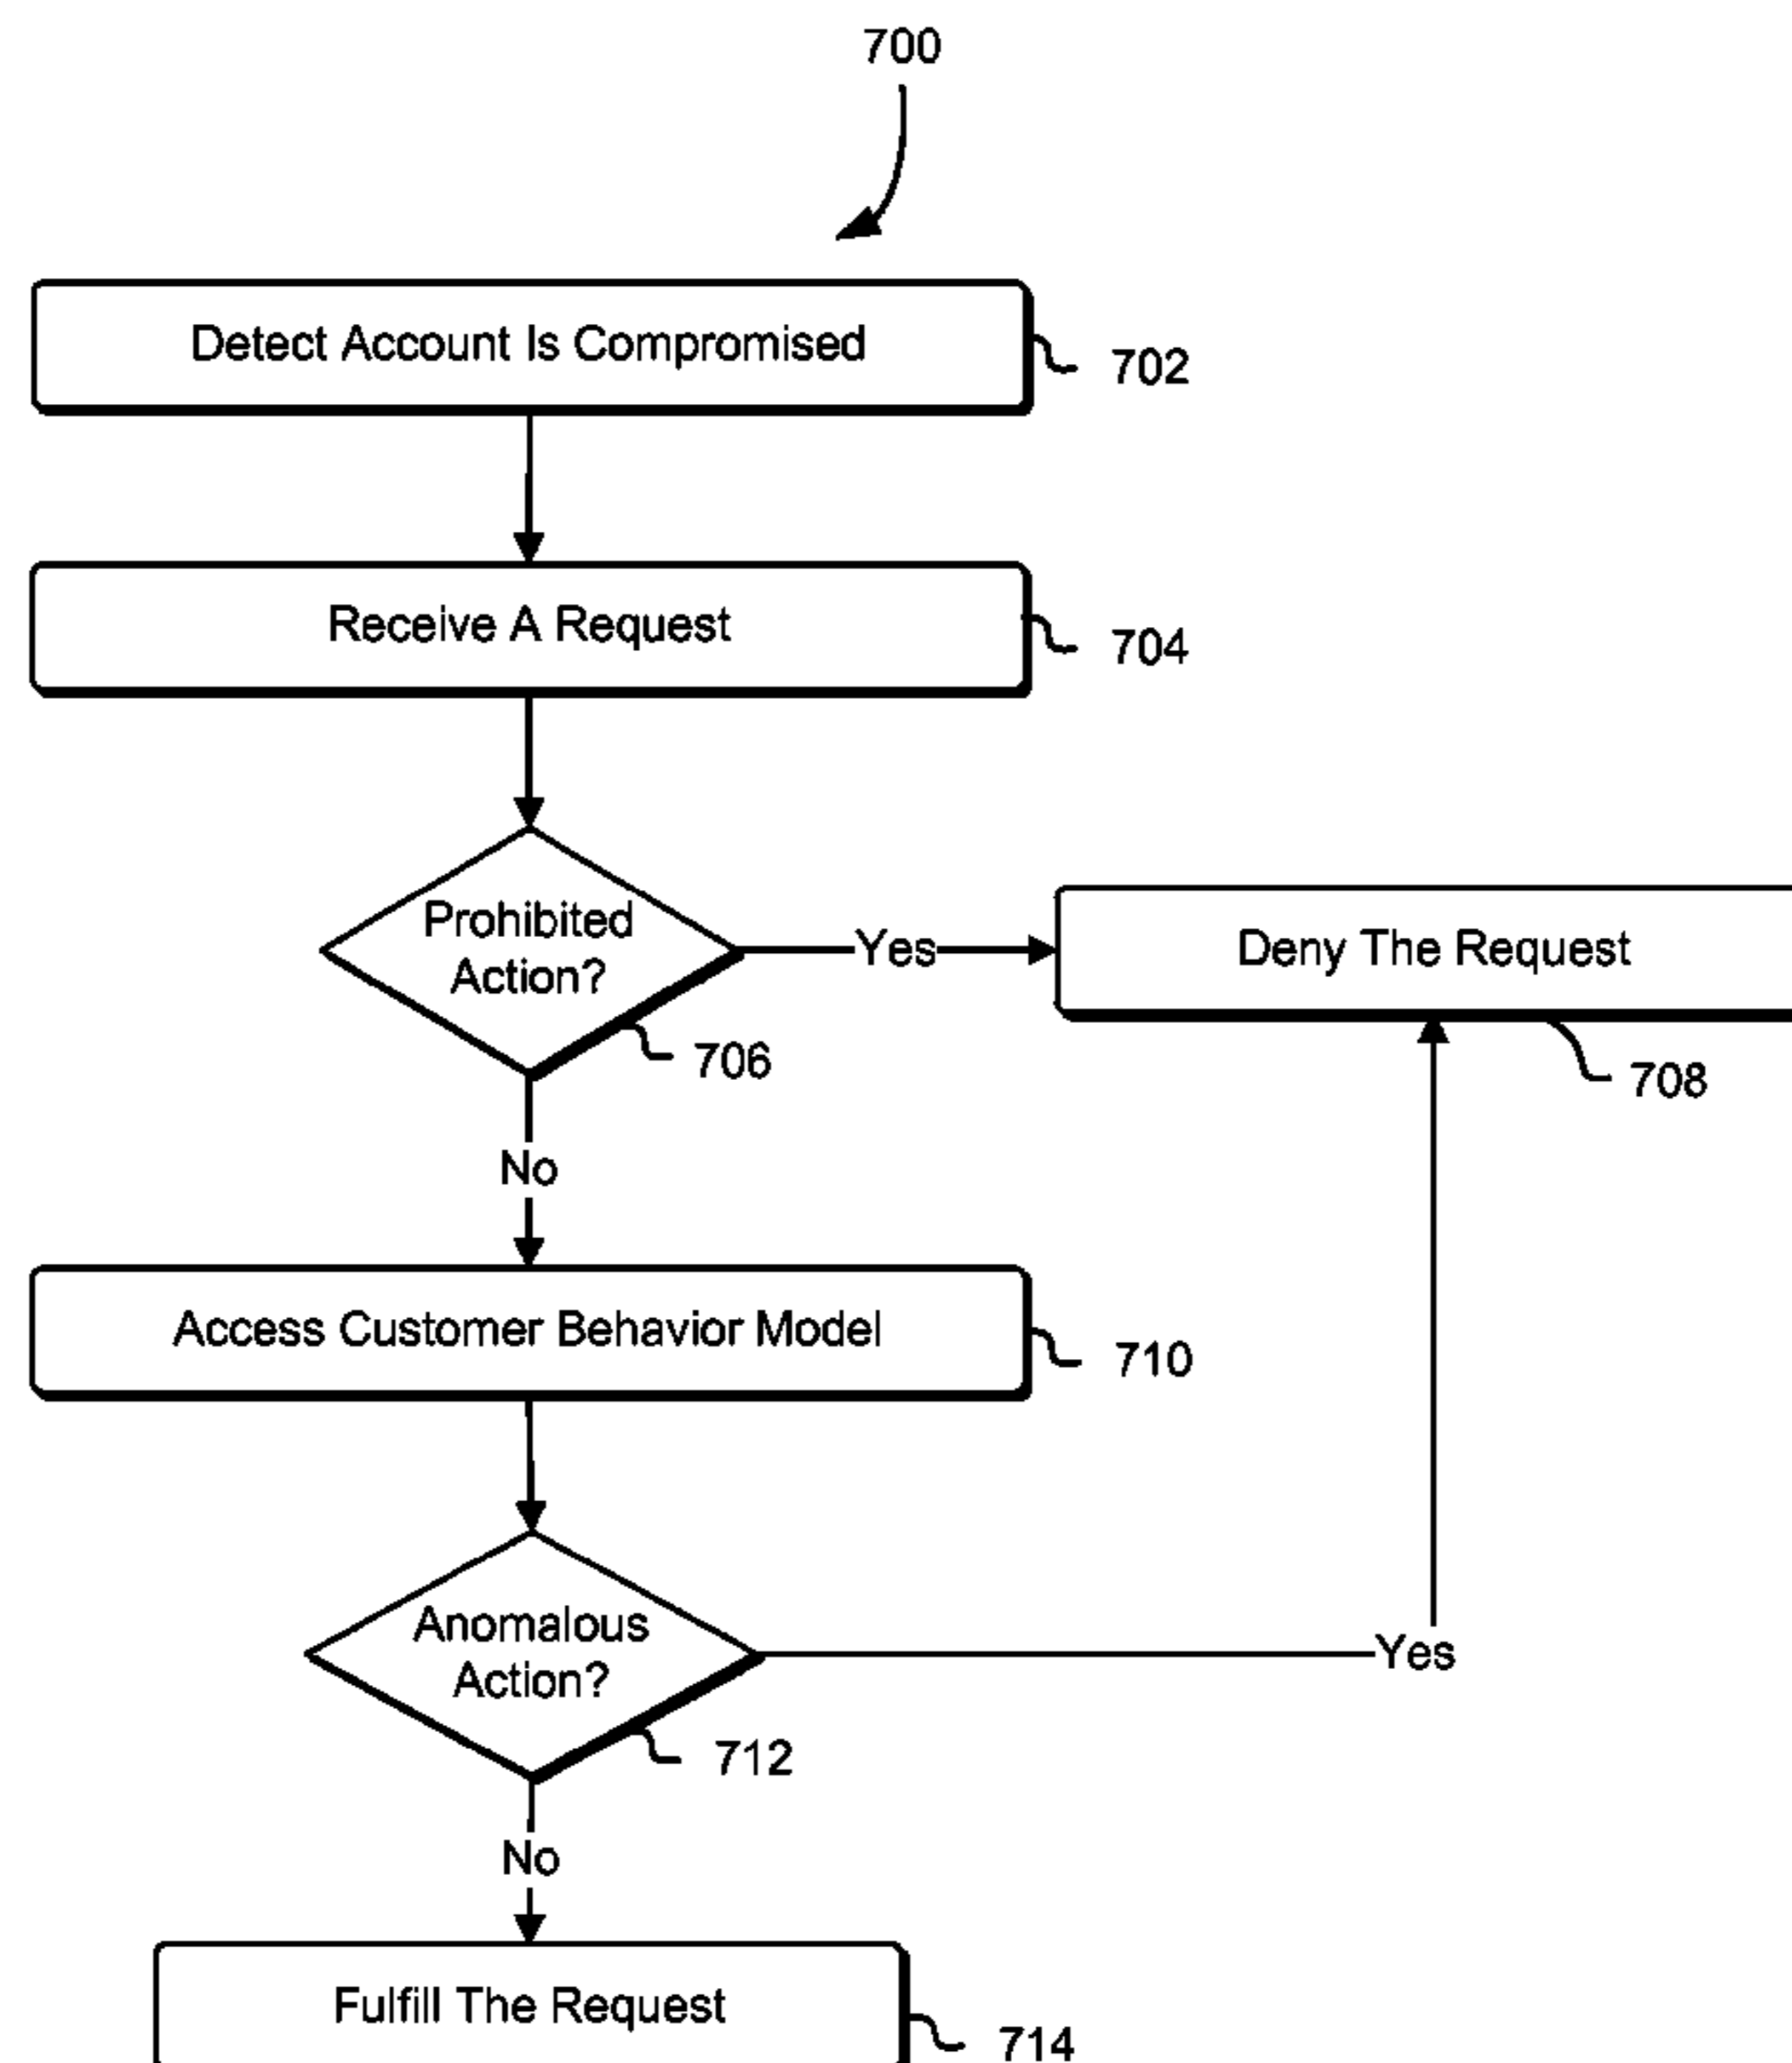 700
Detect Account Is Compromised
702
Receive A Request
704
Prohibited
Action?
Yes
Deny The Request
706
708
No
Access Customer Behavior Model
710
Anomalous
Action?
Yes
712
No
Fulfill The Request
714